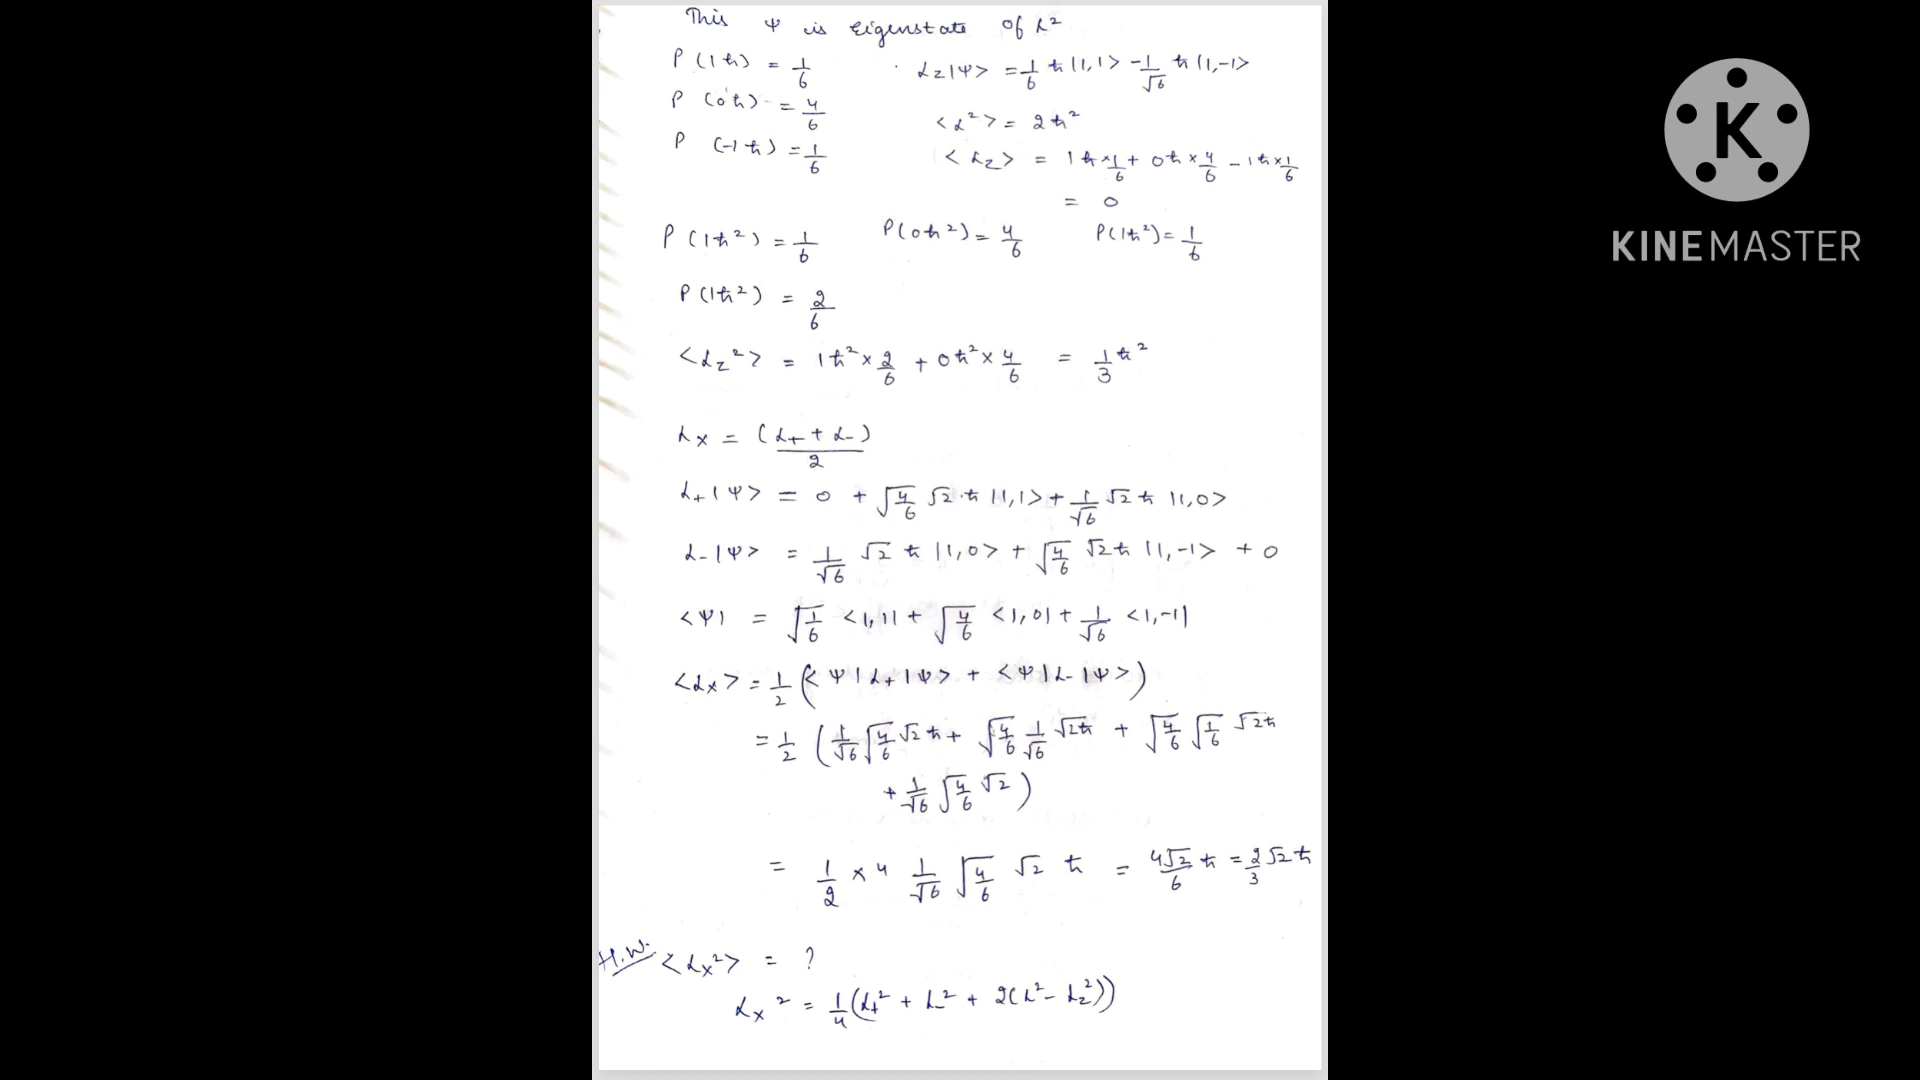 This ψ is Eigenstate of L²
P(1ħ) = 1/6
L_z|ψ> = 1/6 ħ|1,1> - 1/√6 ħ|1,-1>
P(0ħ) = 4/6
<L²> = 2ħ²
P(-1ħ) = 1/6
<L_z> = 1ħ×1/6 + 0ħ×4/6 - 1ħ×1/6
= 0
P(1ħ²) = 1/6 P(0ħ²) = 4/6 P(1ħ²) = 1/6
P(1ħ²) = 2/6
<L_z²> = 1ħ²×2/6 + 0ħ²×4/6 = 1/3 ħ²
L_x = (L₊ + L₋)/2
L₊|ψ> = 0 + √(4/6) √2·ħ |1,1> + 1/√6 √2 ħ |1,0>
L₋|ψ> = 1/√6 √2 ħ |1,0> + √(4/6) √2ħ |1,-1> + 0
<ψ| = √(1/6) <1,1| + √(4/6) <1,0| + 1/√6 <1,-1|
<L_x> = 1/2 (<ψ|L₊|ψ> + <ψ|L₋|ψ>)
= 1/2 (1/√6 √(4/6) √2 ħ + √(4/6) 1/√6 √2ħ + √(4/6) √(1/6) √2ħ
+ 1/√6 √(4/6) √2)
= 1/2 × 4 1/√6 √(4/6) √2 ħ = 4√2/6 ħ = 2/3 √2 ħ
H.W. <L_x²> = ?
L_x² = 1/4 (L₊² + L₋² + 2(L² - L_z²))
K
KINEMASTER